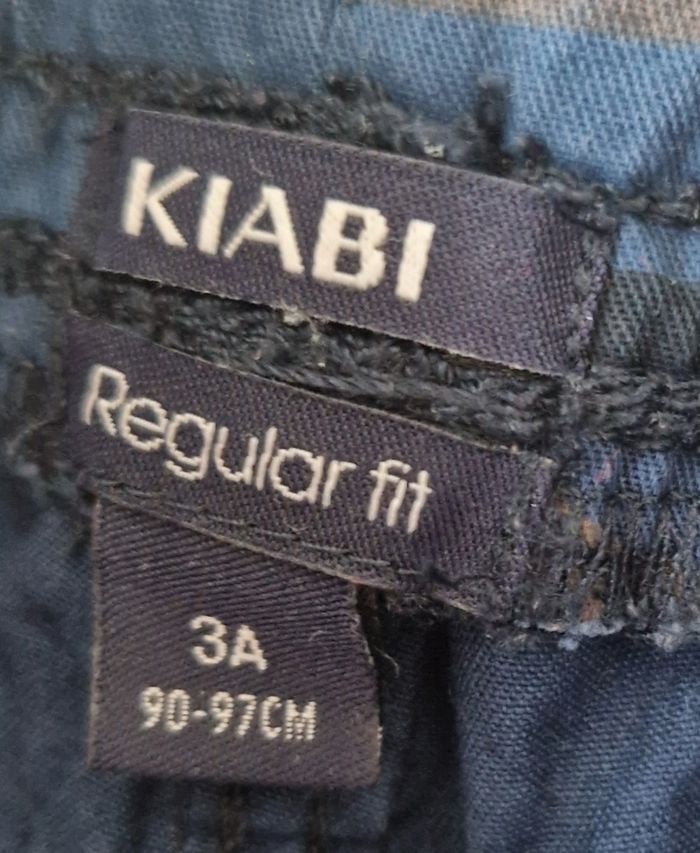 KIABI
Regular fit
3A
90-97CM